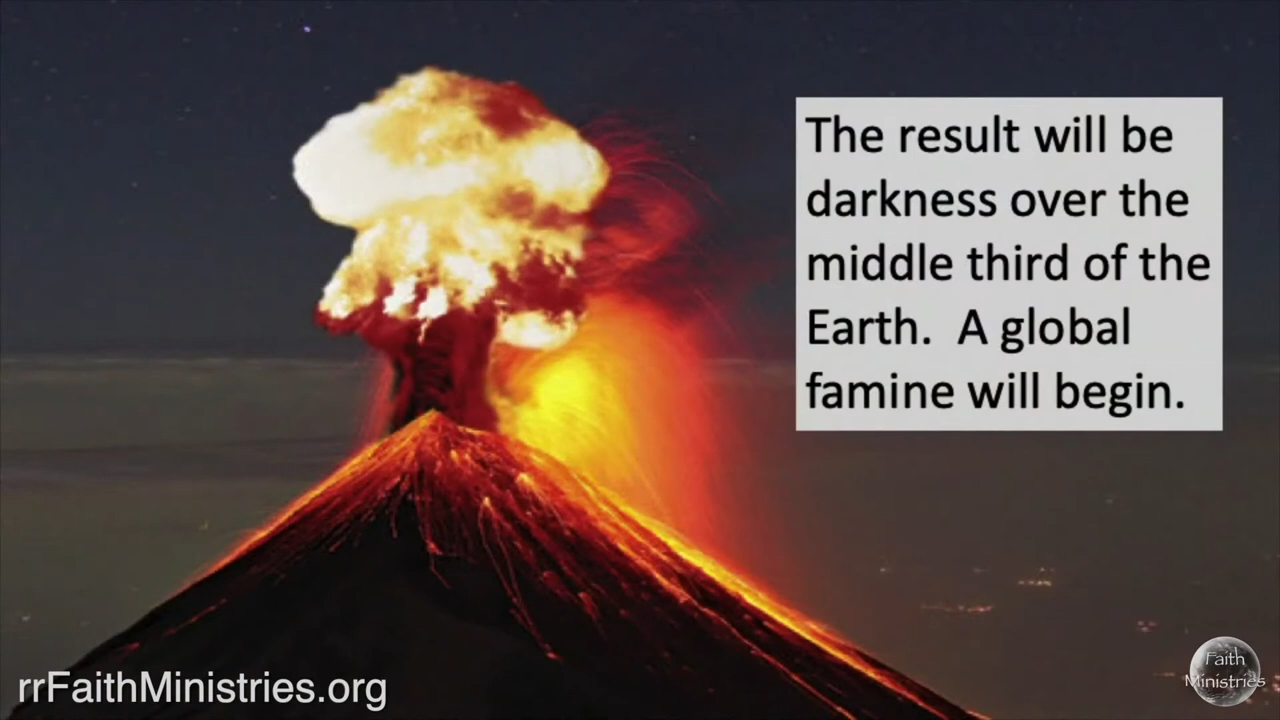 The result will be
darkness over the
middle third of the
Earth.  A global
famine will begin.
rrFaithMinistries.org
Faith
Ministries